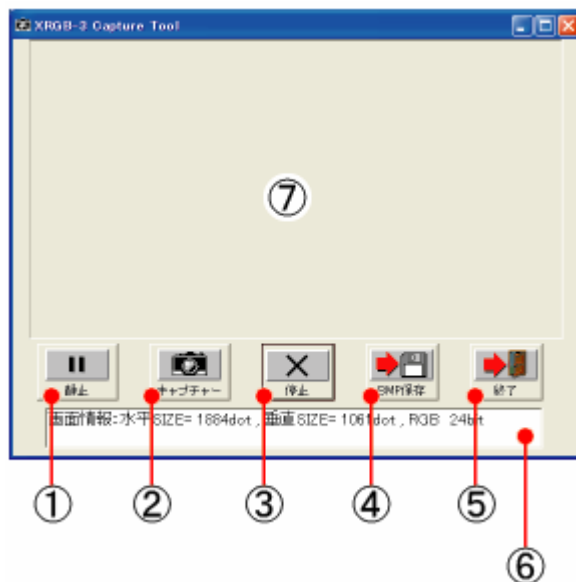 XRGB-3 Capture Tool
⑦
静止
キャプチャー
停止
BMP保存
終了
画面情報:水平SIZE= 1884dot , 垂直SIZE= 1061dot , RGB 24bit
① ② ③ ④ ⑤
⑥